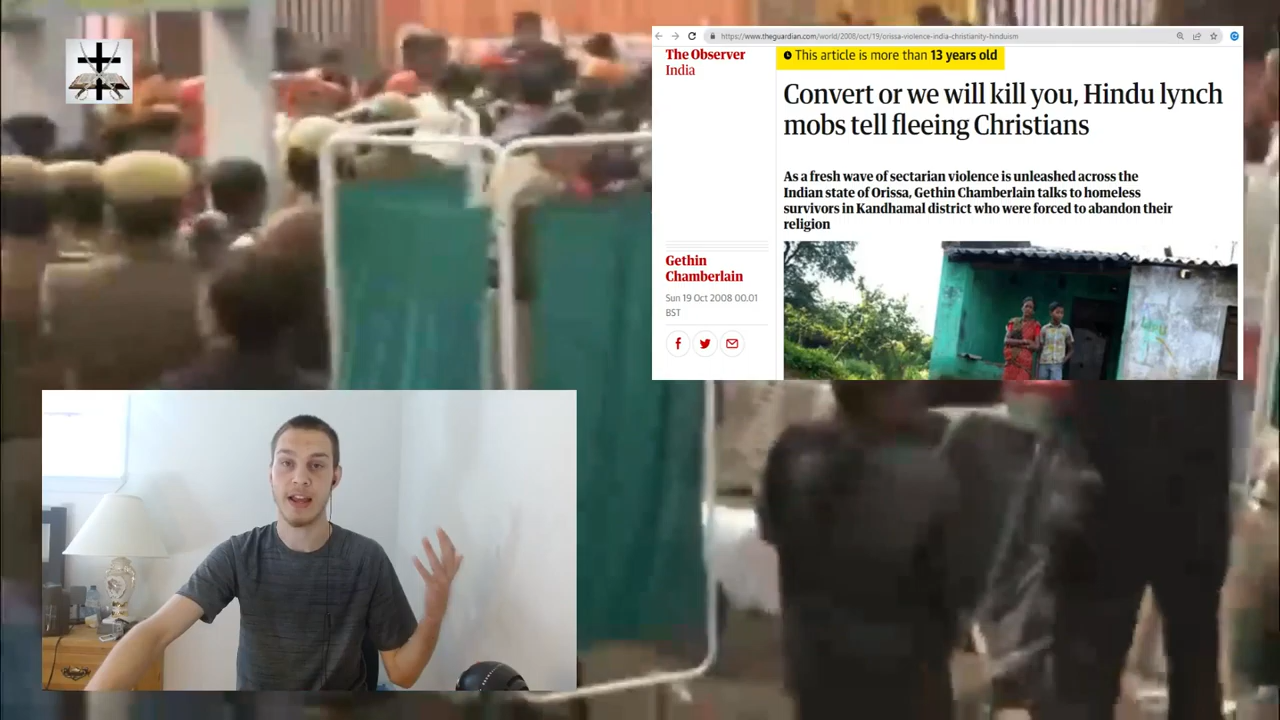 https://www.theguardian.com/world/2008/oct/19/orissa-violence-india-christianity-hinduism
The Observer
India
This article is more than 13 years old
Convert or we will kill you, Hindu lynch
mobs tell fleeing Christians
As a fresh wave of sectarian violence is unleashed across the
Indian state of Orissa, Gethin Chamberlain talks to homeless
survivors in Kandhamal district who were forced to abandon their
religion
Gethin
Chamberlain
Sun 19 Oct 2008 00.01
BST